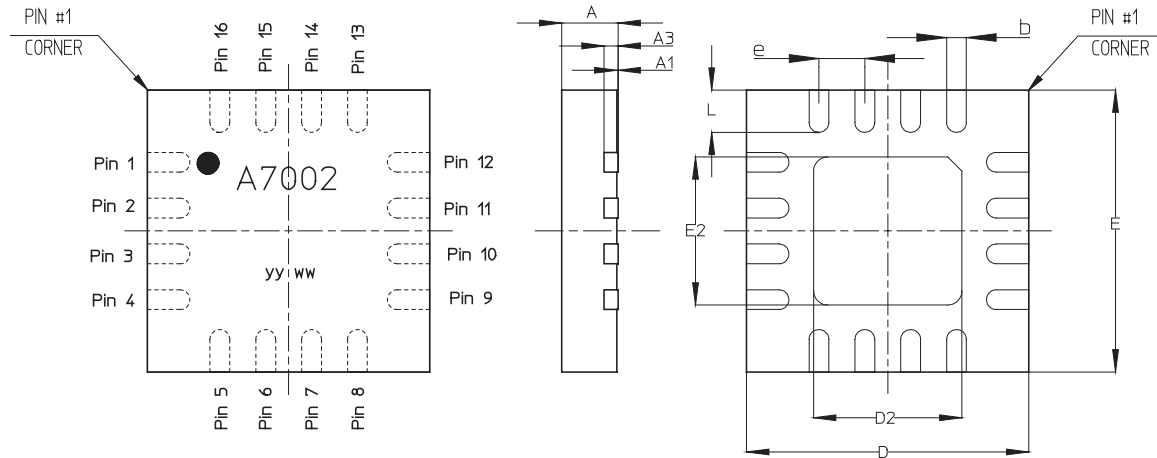 PIN #1
CORNER
Pin 16
Pin 15
Pin 14
Pin 13
Pin 1
Pin 2
Pin 3
Pin 4
A7002
yy ww
Pin 12
Pin 11
Pin 10
Pin 9
Pin 5
Pin 6
Pin 7
Pin 8
A
A3
A1
PIN #1
CORNER
e
b
L
E2
E
D2
D